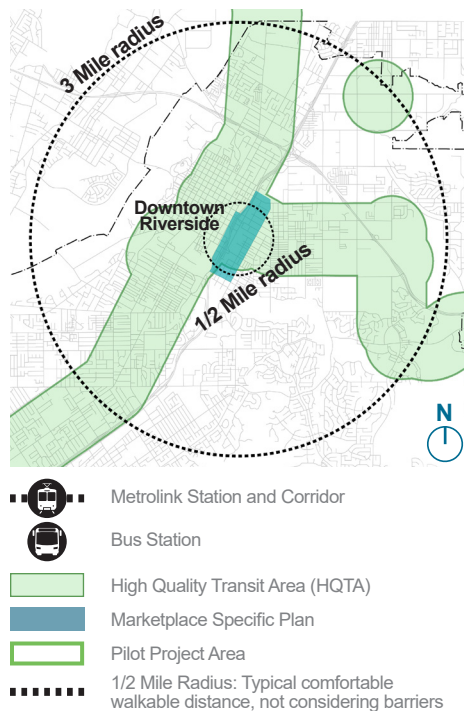 3 Mile radius
Downtown
Riverside
1/2 Mile radius
N
Metrolink Station and Corridor
Bus Station
High Quality Transit Area (HQTA)
Marketplace Specific Plan
Pilot Project Area
1/2 Mile Radius: Typical comfortable
walkable distance, not considering barriers